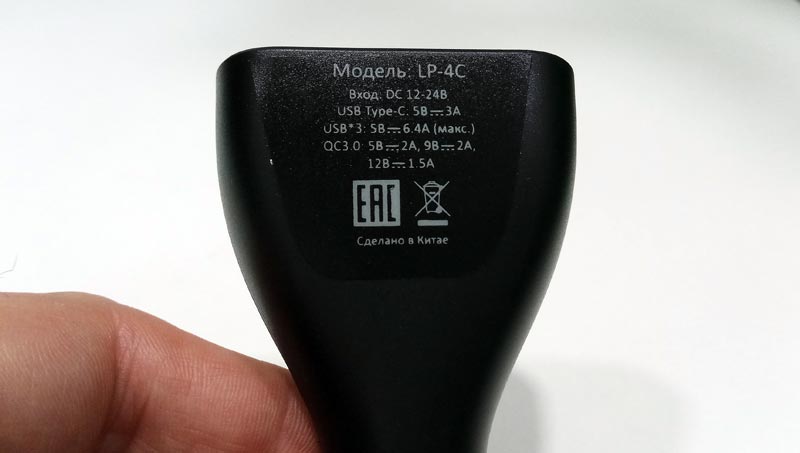 Модель: LP-4C
Вход: DC 12-24В
USB Type-C: 5В⎓3А
USB*3: 5В⎓6.4А (макс.)
QC3.0: 5В⎓2А, 9В⎓2А,
12В⎓1.5А
EAC
Сделано в Китае